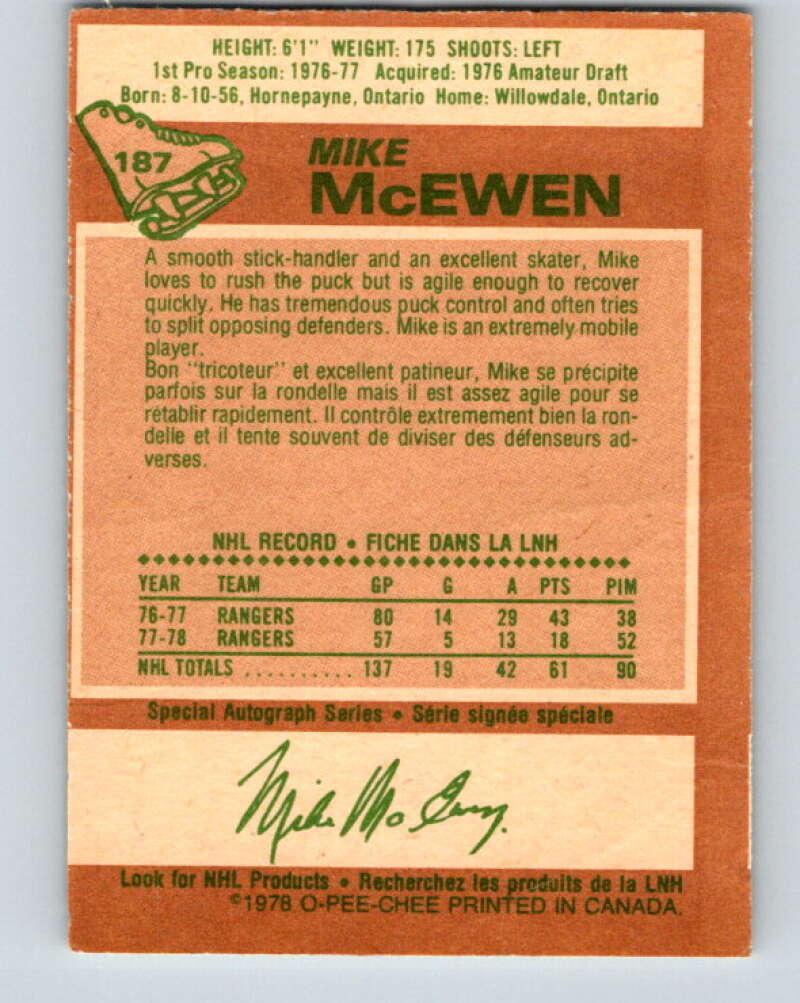 HEIGHT: 6'1" WEIGHT: 175 SHOOTS: LEFT
1st Pro Season: 1976-77 Acquired: 1976 Amateur Draft
Born: 8-10-56, Hornepayne, Ontario Home: Willowdale, Ontario
187
MIKE
McEWEN
A smooth stick-handler and an excellent skater, Mike
loves to rush the puck but is agile enough to recover
quickly. He has tremendous puck control and often tries
to split opposing defenders. Mike is an extremely mobile
player.
Bon "tricoteur" et excellent patineur, Mike se précipite
parfois sur la rondelle mais il est assez agile pour se
rétablir rapidement. Il contrôle extremement bien la ron-
delle et il tente souvent de diviser des défenseurs ad-
verses.
NHL RECORD • FICHE DANS LA LNH
YEAR TEAM GP G A PTS PIM
76-77 RANGERS 80 14 29 43 38
77-78 RANGERS 57 5 13 18 52
NHL TOTALS .......... 137 19 42 61 90
Special Autograph Series • Série signée spéciale
Mike McEwen
Look for NHL Products • Recherchez les produits de la LNH
©1978 O-PEE-CHEE PRINTED IN CANADA.